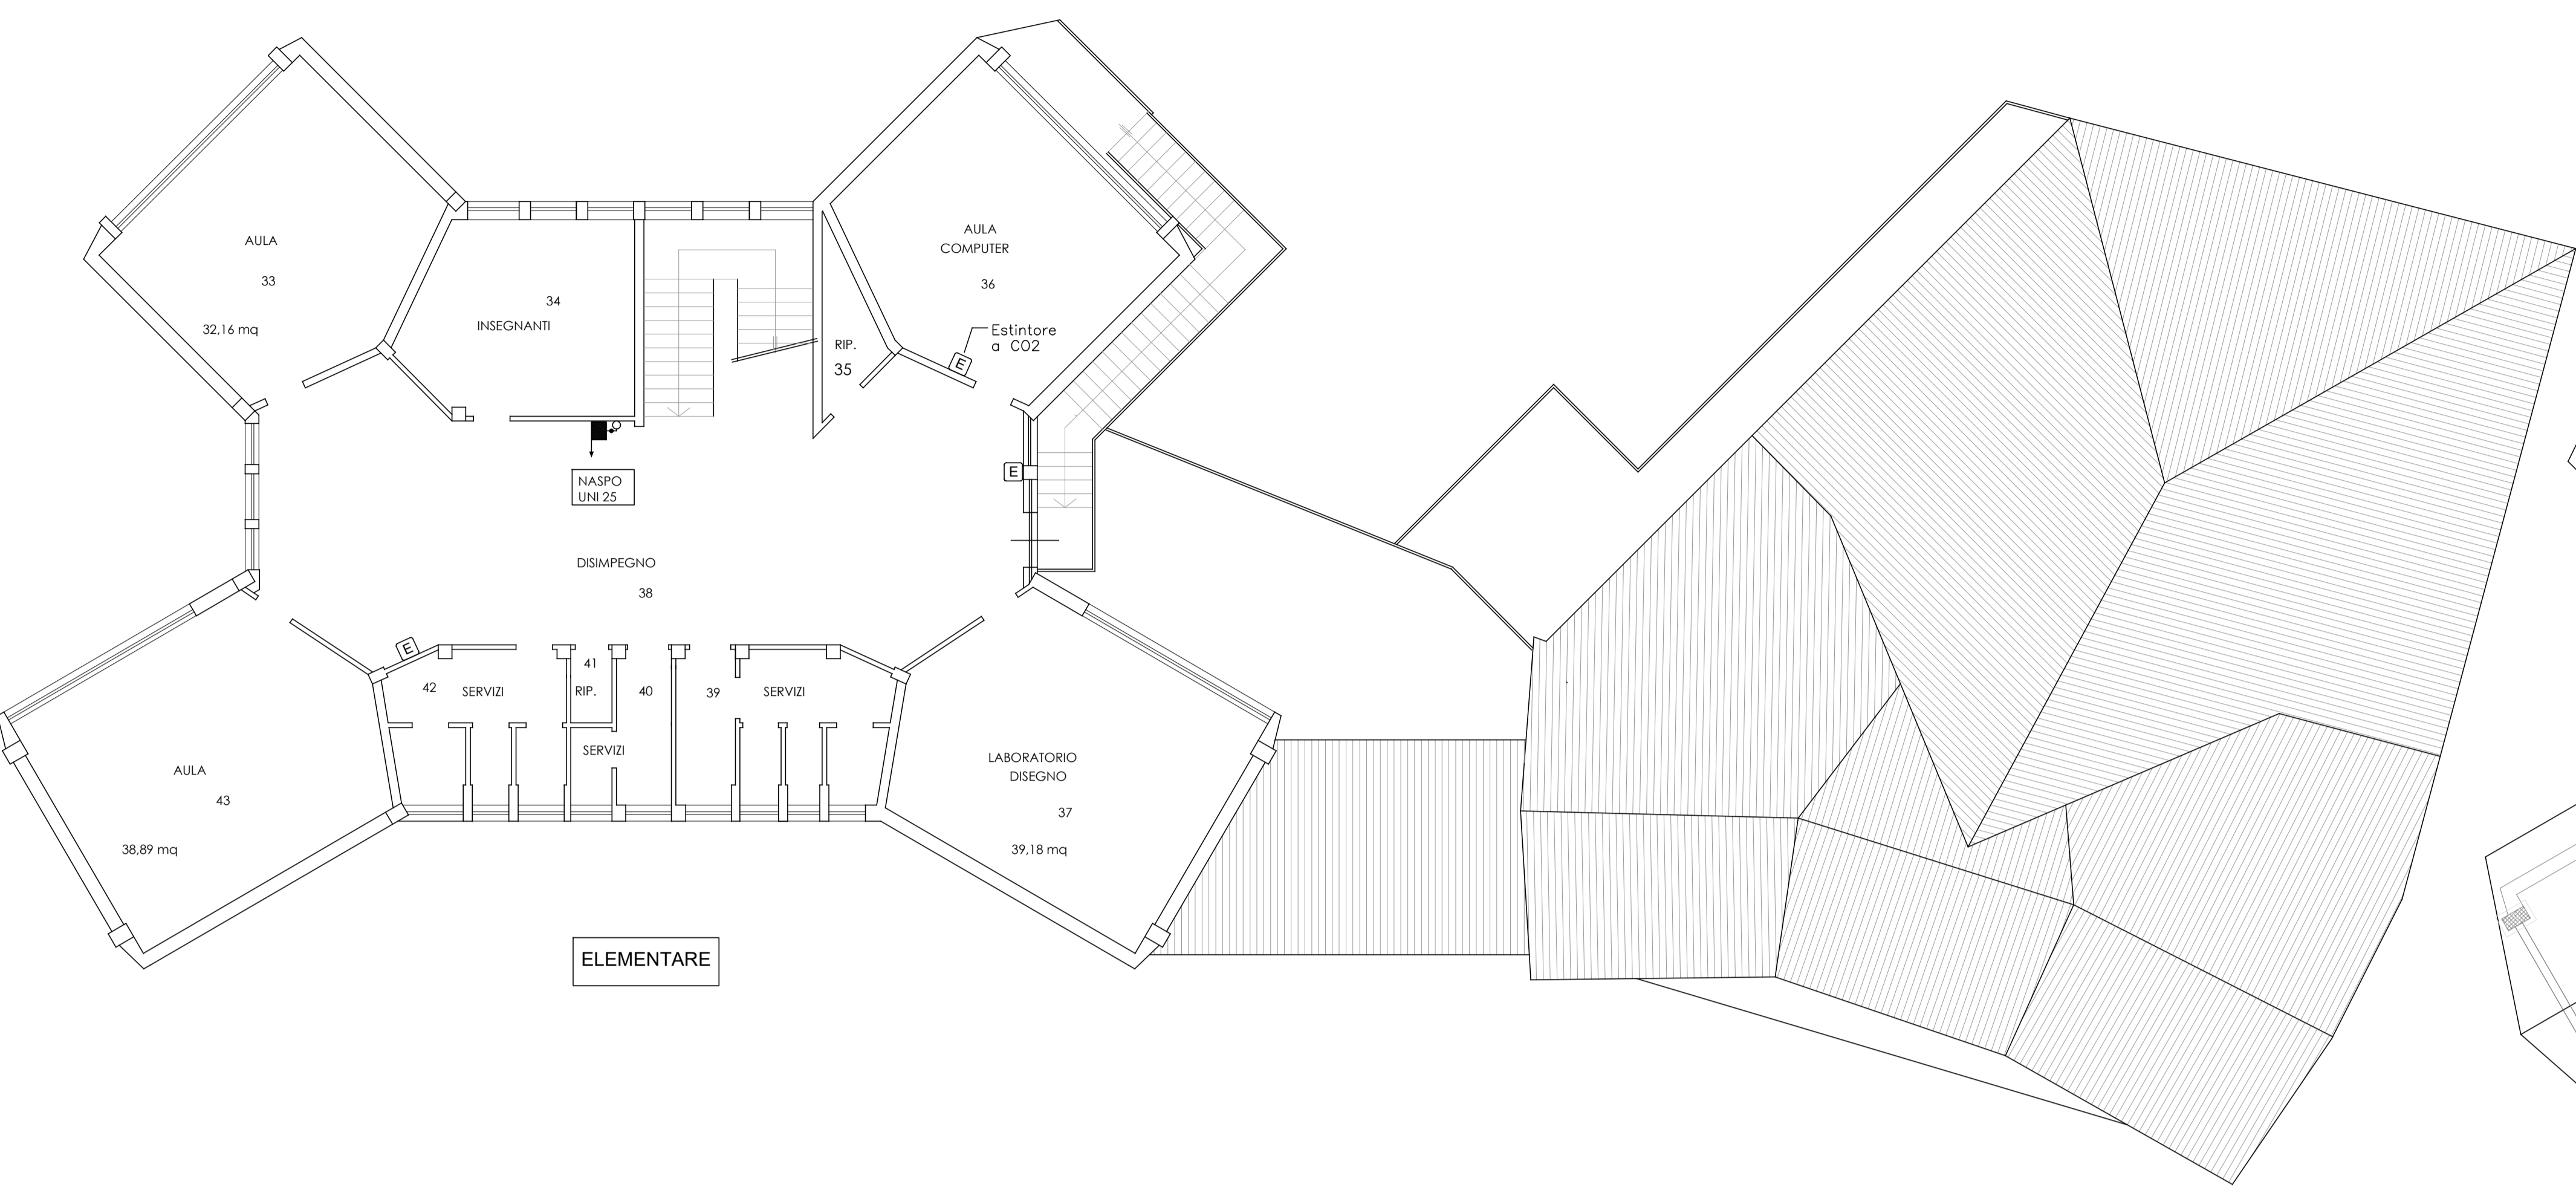 AULA
33
32,16 mq
34
INSEGNANTI
RIP.
35
AULA
COMPUTER
36
Estintore
a CO2
E
E
NASPO
UNI 25
DISIMPEGNO
38
E
42
SERVIZI
41
RIP.
40
39
SERVIZI
SERVIZI
AULA
43
38,89 mq
LABORATORIO
DISEGNO
37
39,18 mq
ELEMENTARE